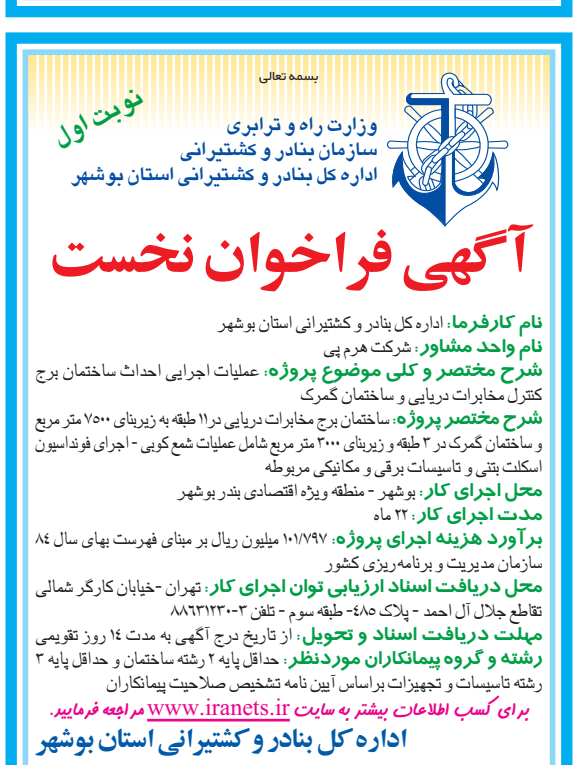 بسمه تعالی
نوبت اول
وزارت راه و ترابری
سازمان بنادر و کشتیرانی
اداره کل بنادر و کشتیرانی استان بوشهر
آگهی فراخوان نخست
نام کارفرما: اداره کل بنادر و کشتیرانی استان بوشهر
نام واحد مشاور: شرکت هرم پی
شرح مختصر و کلی موضوع پروژه: عملیات اجرایی احداث ساختمان برج
کنترل مخابرات دریایی و ساختمان گمرک
شرح مختصر پروژه: ساختمان برج مخابرات دریایی در۱۱ طبقه به زیربنای ۷۵۰۰ متر مربع
و ساختمان گمرک در ۳ طبقه و زیربنای ۳۰۰۰ متر مربع شامل عملیات شمع کوبی - اجرای فونداسیون
اسکلت بتنی و تاسیسات برقی و مکانیکی مربوطه
محل اجرای کار: بوشهر - منطقه ویژه اقتصادی بندر بوشهر
مدت اجرای کار: ۲۲ ماه
برآورد هزینه اجرای پروژه: ۱۰۱/۷۹۷ میلیون ریال بر مبنای فهرست بهای سال ۸۴
سازمان مدیریت و برنامه ریزی کشور
محل دریافت اسناد ارزیابی توان اجرای کار: تهران -خیابان کارگر شمالی
تقاطع جلال آل احمد - پلاک ۴۸۵- طبقه سوم - تلفن ۳-۸۸۶۳۱۲۳۰
مهلت دریافت اسناد و تحویل: از تاریخ درج آگهی به مدت ۱۴ روز تقویمی
رشته و گروه پیمانکاران موردنظر: حداقل پایه ۲ رشته ساختمان و حداقل پایه ۳
رشته تاسیسات و تجهیزات براساس آیین نامه تشخیص صلاحیت پیمانکاران
برای کسب اطلاعات بیشتر به سایت www.iranets.ir مراجعه فرمایید.
اداره کل بنادر و کشتیرانی استان بوشهر